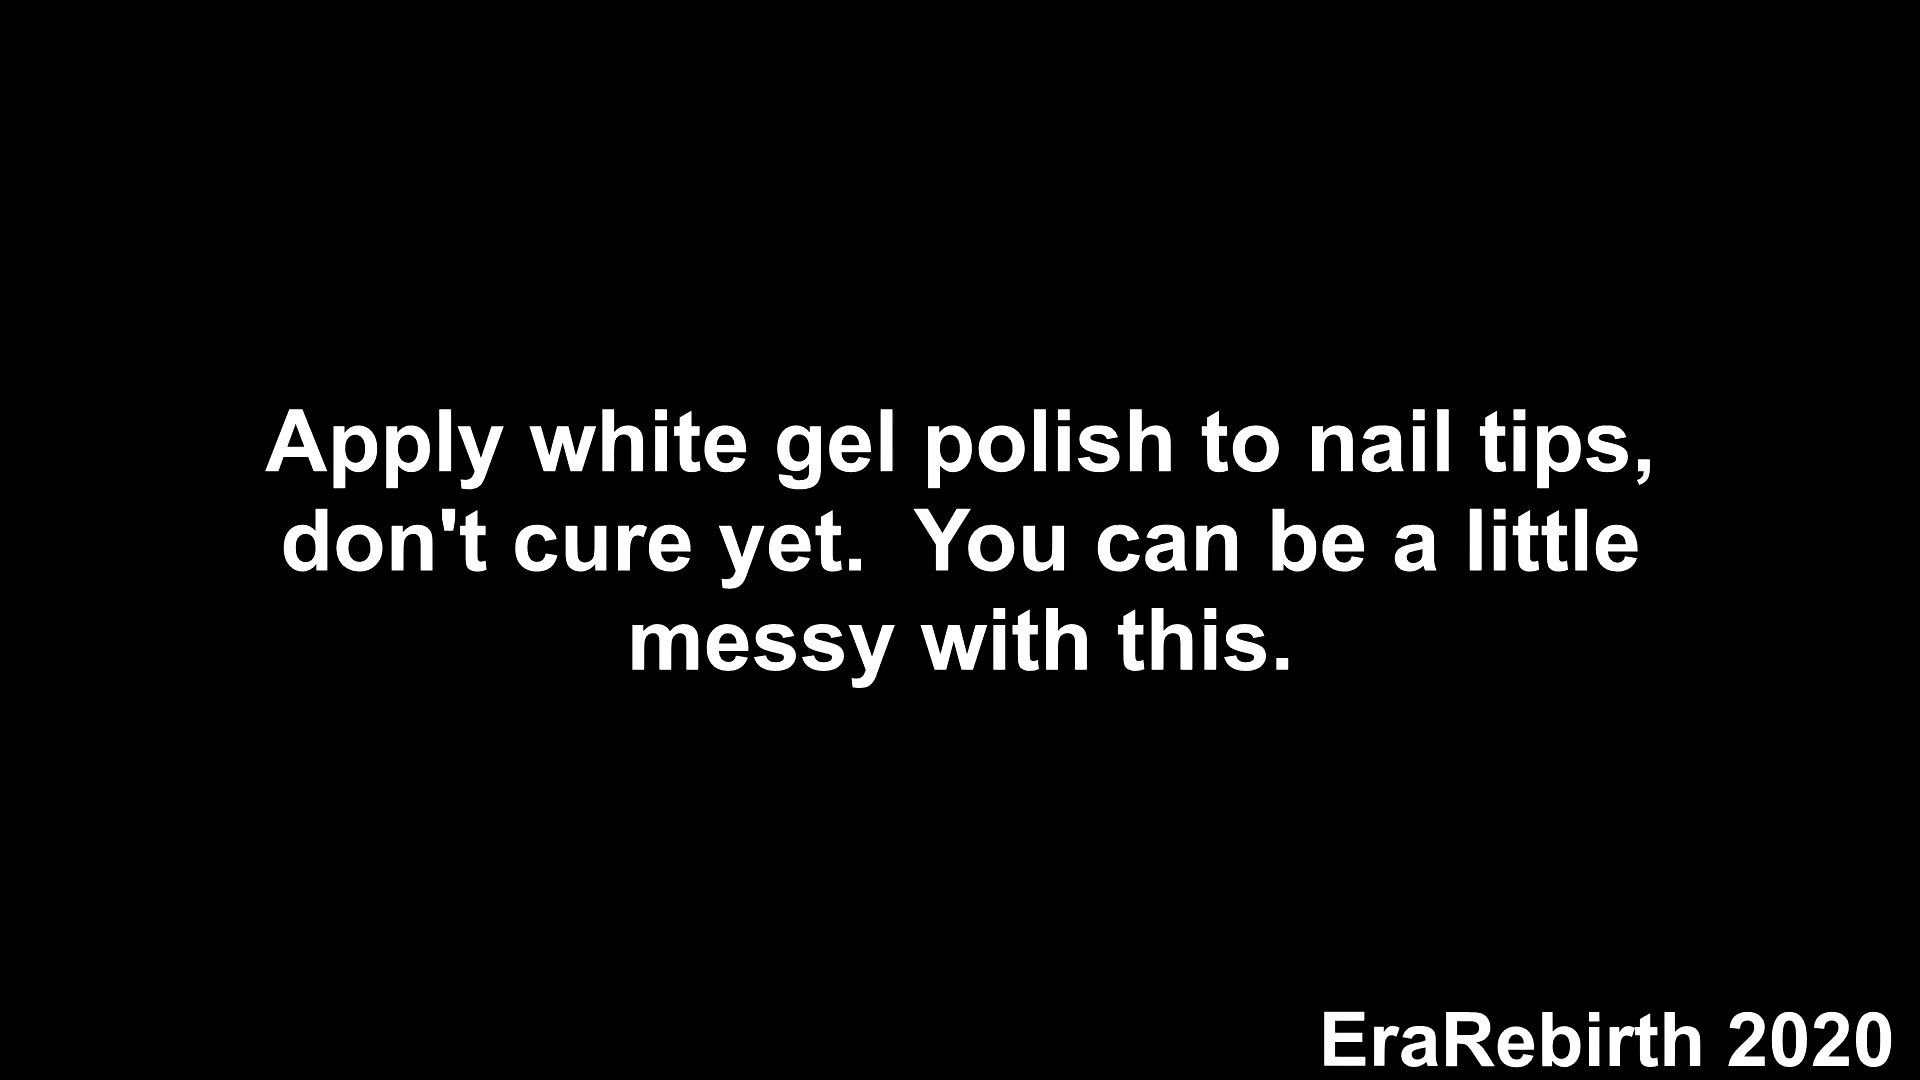 Apply white gel polish to nail tips,
don't cure yet.  You can be a little
messy with this.
EraRebirth 2020